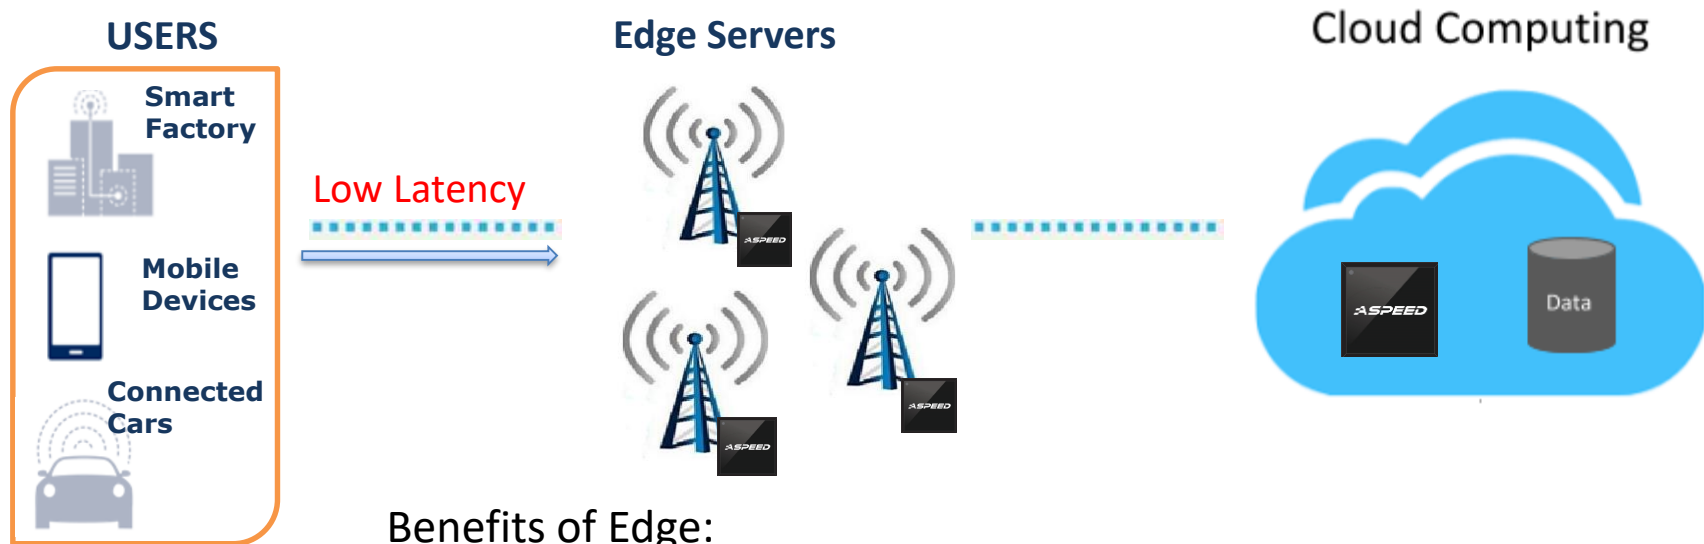 USERS
Edge Servers
Cloud Computing
Smart
Factory
Low Latency
Mobile
Devices
Connected
Cars
ASPEED
ASPEED
ASPEED
ASPEED
Data
Benefits of Edge: